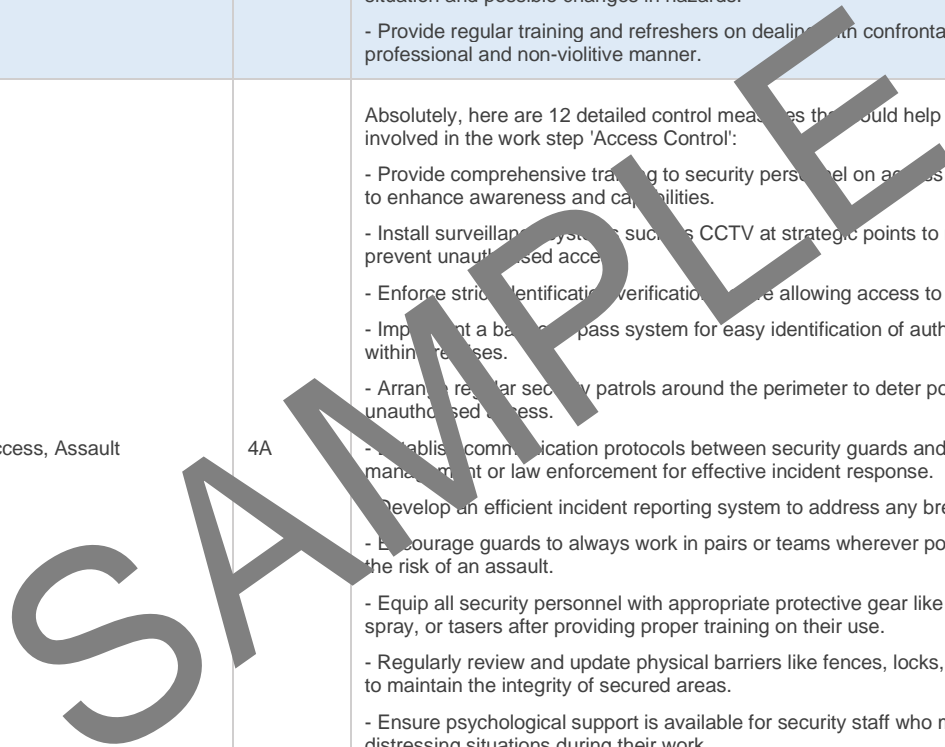 situation and possible changes in hazards.
- Provide regular training and refreshers on dealing confronta
professional and non-violitive manner.
Absolutely, here are 12 detailed control measures that could help
involved in the work step 'Access Control':
- Provide comprehensive training to security personnel on
to enhance awareness and capabilities.
- Install surveillance systems such as CCTV at strategic points to
prevent unauthorised acce
- Enforce strict identification verification allowing access to
- Implement a pass system for easy identification of auth
within premises.
- Arrange regular security patrols around the perimeter to deter po
unauthorised access.
ccess, Assault
4A
- Establish communication protocols between security guards and
management or law enforcement for effective incident response.
Develop an efficient incident reporting system to address any bre
- Encourage guards to always work in pairs or teams wherever po
the risk of an assault.
- Equip all security personnel with appropriate protective gear like
spray, or tasers after providing proper training on their use.
- Regularly review and update physical barriers like fences, locks,
to maintain the integrity of secured areas.
- Ensure psychological support is available for security staff who
distressing situations during their work.
SAMPLE